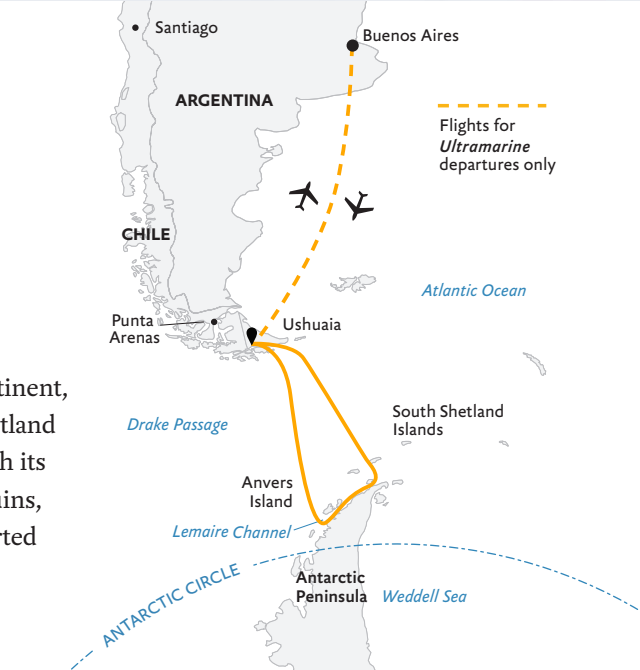 Santiago
Buenos Aires
ARGENTINA
Flights for
Ultramarine
departures only
CHILE
Atlantic Ocean
Punta
Arenas
Ushuaia
tinent,
Drake Passage
South Shetland
Islands
tland
h its
Anvers
Island
uins,
Lemaire Channel
rted
ANTARCTIC CIRCLE
Antarctic
Peninsula
Weddell Sea